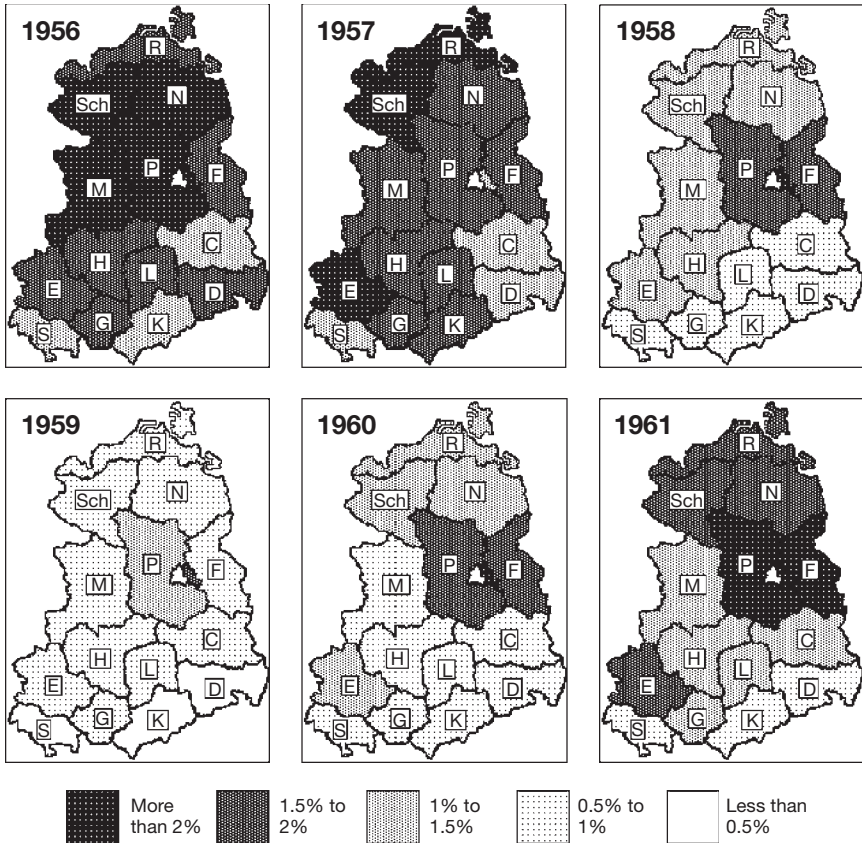 1956
R
Sch
N
P
F
M
C
H
L
E
D
G
K
S
1957
R
Sch
N
P
F
M
C
H
L
E
D
G
K
S
1958
R
Sch
N
P
F
M
C
H
L
E
D
G
K
S
1959
R
Sch
N
P
F
M
C
H
L
E
D
G
K
S
1960
R
Sch
N
P
F
M
C
H
L
E
D
G
K
S
1961
R
Sch
N
P
F
M
C
H
L
E
D
G
K
S
More
than 2%
1.5% to
2%
1% to
1.5%
0.5% to
1%
Less than
0.5%